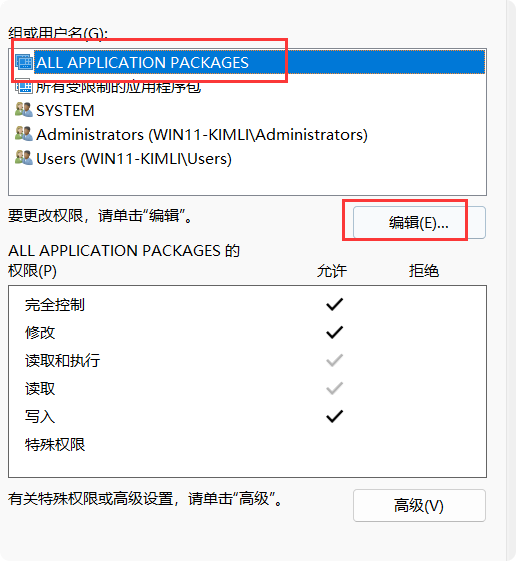 组或用户名(G):
ALL APPLICATION PACKAGES
所有受限制的应用程序包
SYSTEM
Administrators (WIN11-KIMLI\Administrators)
Users (WIN11-KIMLI\Users)
要更改权限，请单击“编辑”。
编辑(E)...
ALL APPLICATION PACKAGES 的
权限(P) 允许 拒绝
完全控制
修改
读取和执行
读取
写入
特殊权限
有关特殊权限或高级设置，请单击“高级”。
高级(V)